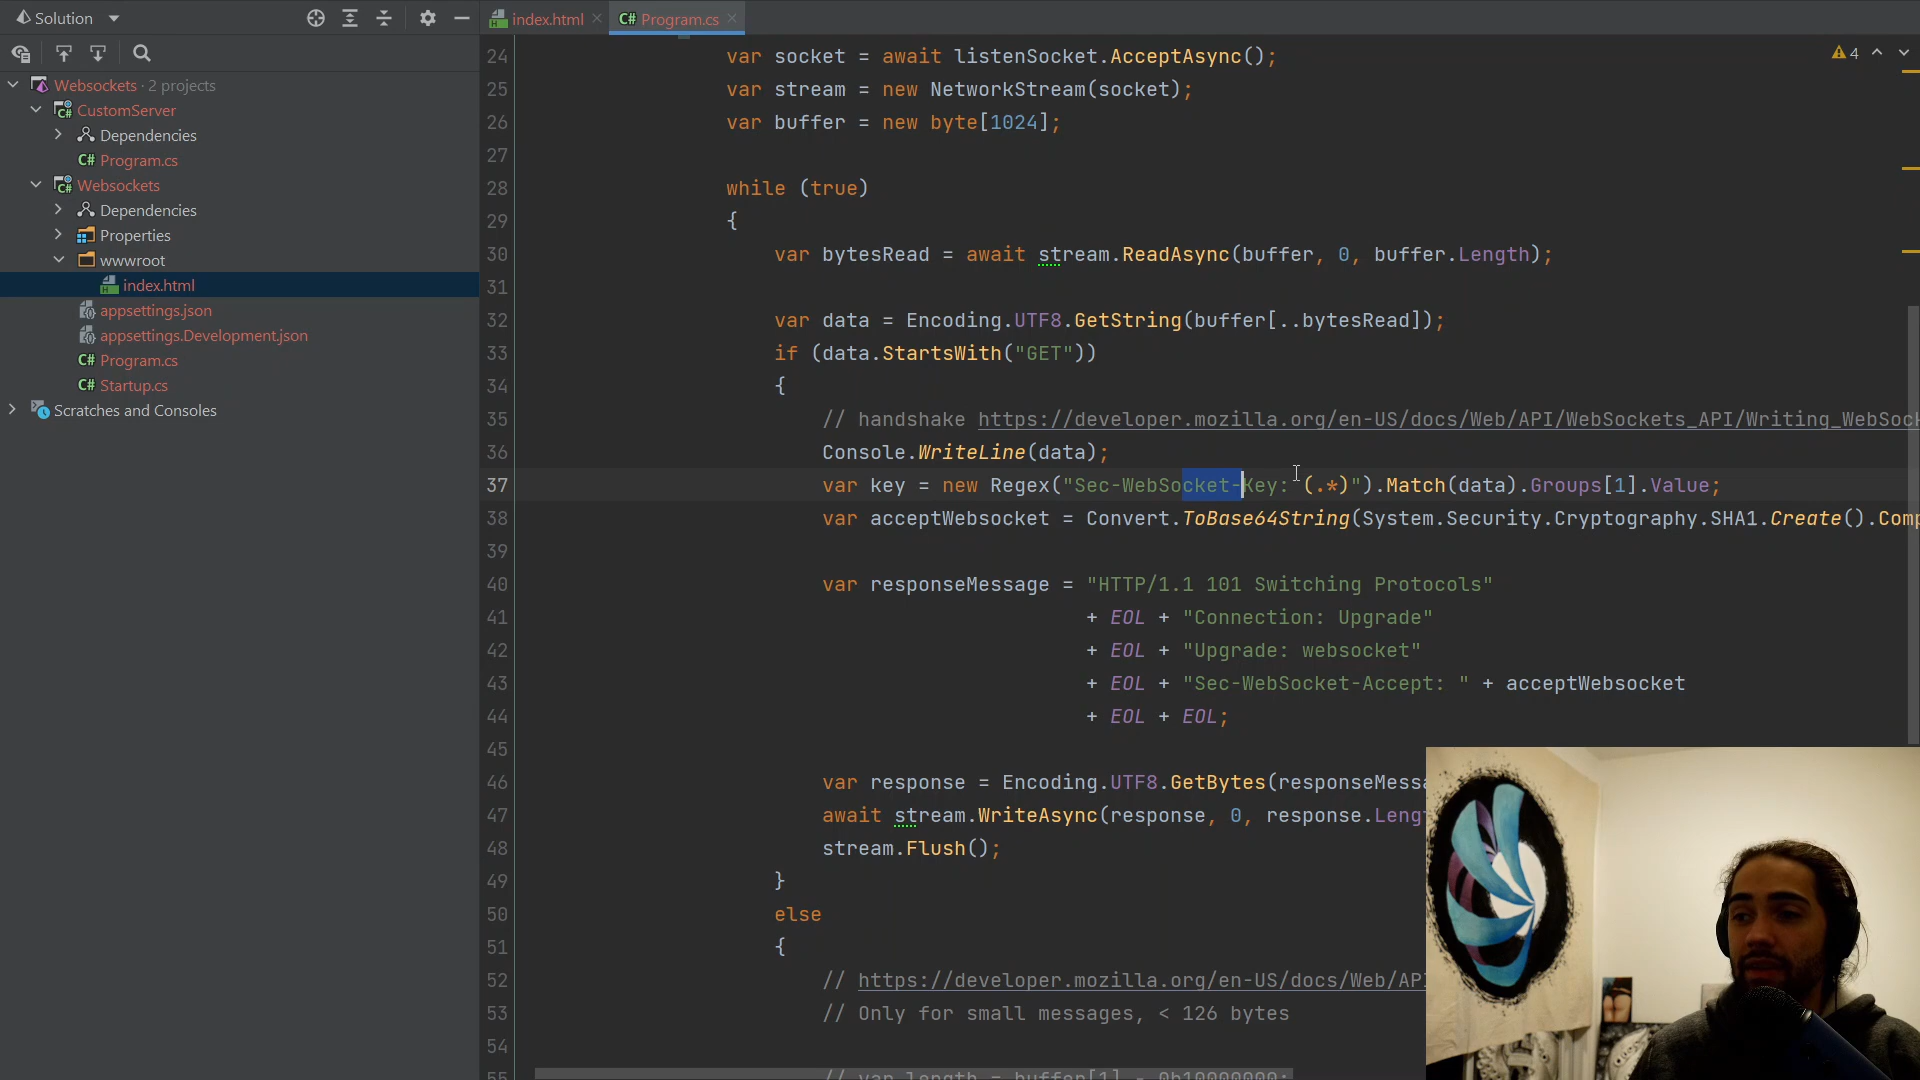 Solution
index.html
Program.cs
Websockets · 2 projects
CustomServer
Dependencies
Program.cs
Websockets
Dependencies
Properties
wwwroot
index.html
appsettings.json
appsettings.Development.json
Program.cs
Startup.cs
Scratches and Consoles
4
24 var socket = await listenSocket.AcceptAsync();
25 var stream = new NetworkStream(socket);
26 var buffer = new byte[1024];
27
28 while (true)
29 {
30 var bytesRead = await stream.ReadAsync(buffer, 0, buffer.Length);
31
32 var data = Encoding.UTF8.GetString(buffer[..bytesRead]);
33 if (data.StartsWith("GET"))
34 {
35 // handshake https://developer.mozilla.org/en-US/docs/Web/API/WebSockets_API/Writing_WebSock
36 Console.WriteLine(data);
37 var key = new Regex("Sec-WebSocket-Key: (.*)").Match(data).Groups[1].Value;
38 var acceptWebsocket = Convert.ToBase64String(System.Security.Cryptography.SHA1.Create().Comp
39
40 var responseMessage = "HTTP/1.1 101 Switching Protocols"
41 + EOL + "Connection: Upgrade"
42 + EOL + "Upgrade: websocket"
43 + EOL + "Sec-WebSocket-Accept: " + acceptWebsocket
44 + EOL + EOL;
45
46 var response = Encoding.UTF8.GetBytes(responseMessa
47 await stream.WriteAsync(response, 0, response.Lengt
48 stream.Flush();
49 }
50 else
51 {
52 // https://developer.mozilla.org/en-US/docs/Web/API
53 // Only for small messages, < 126 bytes
54
55 // var length = buffer[1] - 0b10000000;